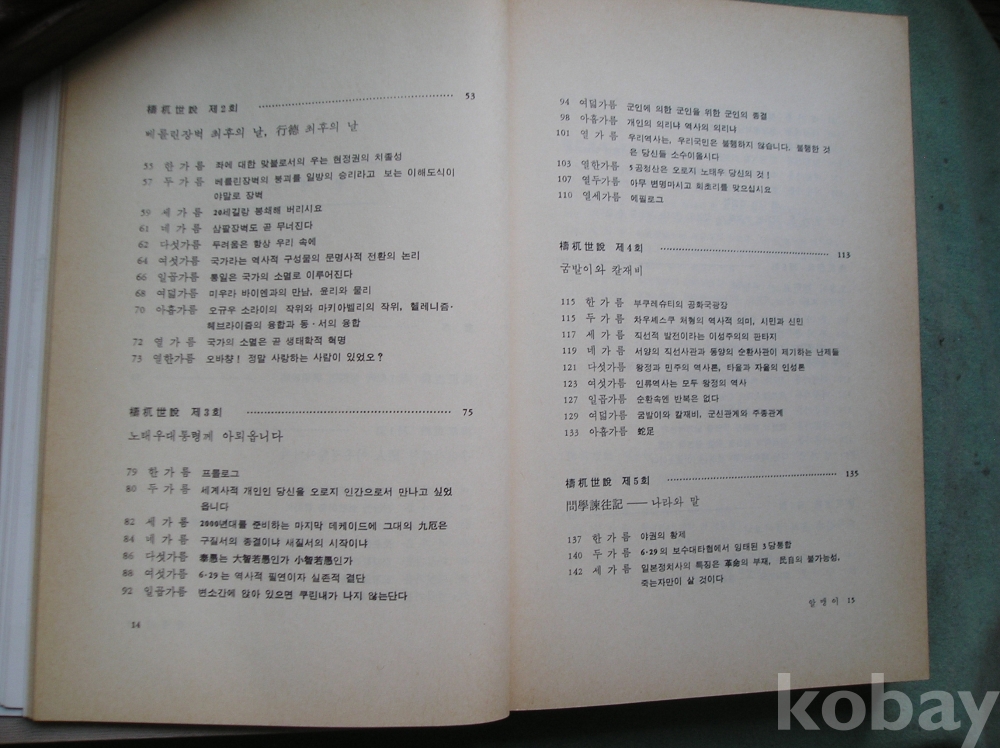 檮杌世說 제2회 53
베를린장벽 최후의 날, 行德 최후의 날
55 한가름 좌에 대한 맞불로서의 우는 현정권의 치졸성
57 두가름 베를린장벽의 붕괴를 일방의 승리라고 보는 이해도식이
야말로 장벽
59 세가름 20세길랑 봉쇄해 버리시요
61 네가름 삼팔장벽도 곧 무너진다
62 다섯가름 두려움은 항상 우리 속에
64 여섯가름 국가라는 역사적 구성물의 문명사적 전환의 논리
66 일곱가름 통일은 국가의 소멸로 이루어진다
68 여덟가름 미우라 바이엔과의 만남, 윤리와 물리
70 아홉가름 오규우 소라이의 작위와 마키아벨리의 작위, 헬레니즘·
헤브라이즘의 융합과 동·서의 융합
72 열가름 국가의 소멸은 곧 생태학적 혁명
73 열한가름 오바챵! 정말 사랑하는 사람이 있었오?
檮杌世說 제3회 75
노태우대통령께 아뢰옵니다
79 한가름 프롤로그
80 두가름 세계사적 개인인 당신을 오로지 인간으로서 만나고 싶었
읍니다
82 세가름 2000년대를 준비하는 마지막 데케이드에 그대의 九厄은
84 네가름 구질서의 종결이냐 새질서의 시작이냐
86 다섯가름 泰愚는 大智若愚인가 小智若愚인가
88 여섯가름 6·29는 역사적 필연이자 실존적 결단
92 일곱가름 변소간에 앉아 있으면 쿠린내가 나지 않는단다
14
94 여덟가름 군인에 의한 군인을 위한 군인의 종결
98 아홉가름 개인의 의리냐 역사의 의리냐
101 열가름 우리역사는, 우리국민은 불행하지 않습니다. 불행한 것
은 당신들 소수이올시다
103 열한가름 5공청산은 오로지 노태우 당신의 것!
107 열두가름 아무 변명마시고 회초리를 맞으십시요
110 열세가름 에필로그
檮杌世說 제4회 113
굼발이와 칼재비
115 한가름 부쿠레슈티의 공화국광장
115 두가름 차우세스쿠 처형의 역사적 의미, 시민과 신민
117 세가름 직선적 발전이라는 이성주의의 판타지
119 네가름 서양의 직선사관과 동양의 순환사관이 제기하는 난제들
121 다섯가름 왕정과 민주의 역사론, 타율과 자율의 인성론
123 여섯가름 인류역사는 모두 왕정의 역사
127 일곱가름 순환속엔 반복은 없다
129 여덟가름 굼발이와 칼재비, 군신관계와 주종관계
133 아홉가름 蛇足
檮杌世說 제5회 135
問學諫往記 ── 나라와 말
137 한가름 야권의 황제
140 두가름 6·29의 보수대타협에서 잉태된 3당통합
142 세가름 일본정치사의 특징은 革命의 부재, 民自의 불가능성,
죽는자만이 살 것이다
알맹이 15
kobay